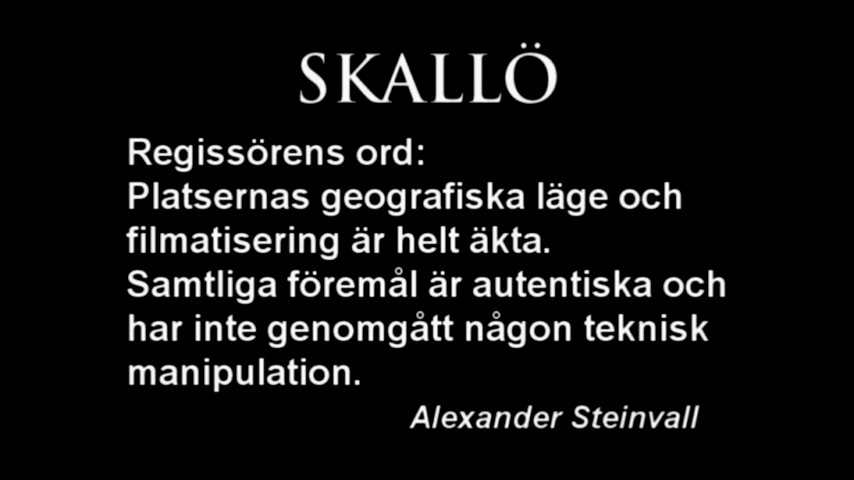 SKALLÖ
Regissörens ord:
Platsernas geografiska läge och
filmatisering är helt äkta.
Samtliga föremål är autentiska och
har inte genomgått någon teknisk
manipulation.
Alexander Steinvall